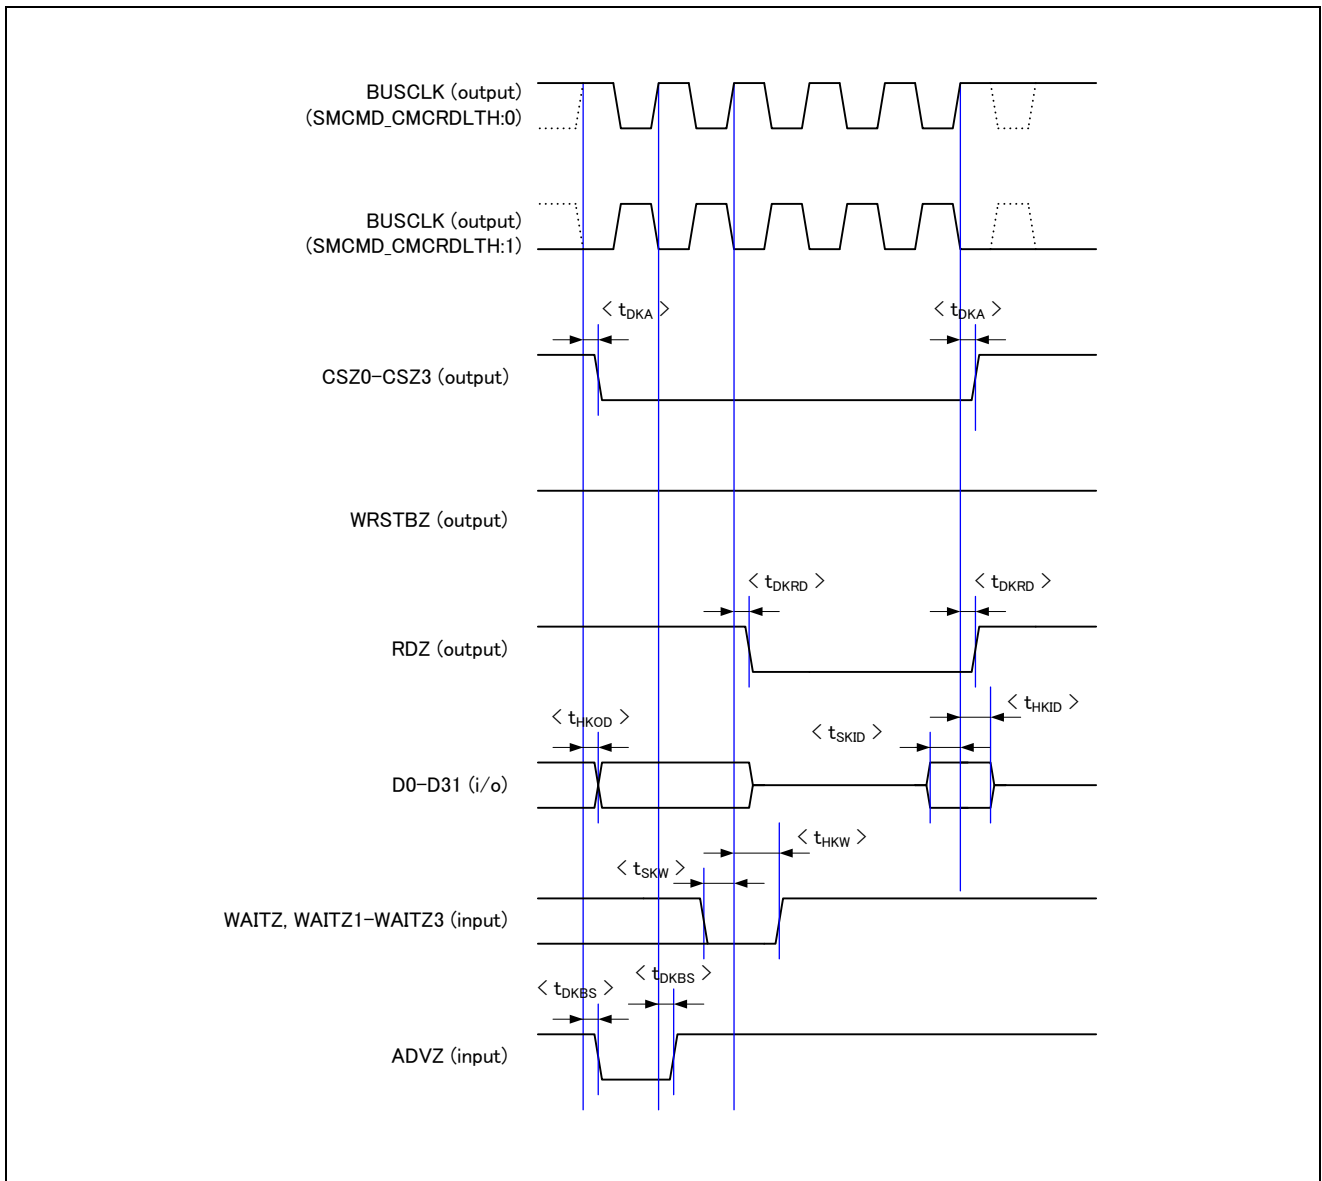 BUSCLK (output)
(SMCMD_CMCRDLTH:0)
BUSCLK (output)
(SMCMD_CMCRDLTH:1)
< tDKA >
< tDKA >
CSZ0-CSZ3 (output)
WRSTBZ (output)
< tDKRD >
< tDKRD >
RDZ (output)
< tHKID >
< tHKOD >
< tSKID >
D0-D31 (i/o)
< tHKW >
< tSKW >
WAITZ, WAITZ1-WAITZ3 (input)
< tDKBS >
< tDKBS >
ADVZ (input)